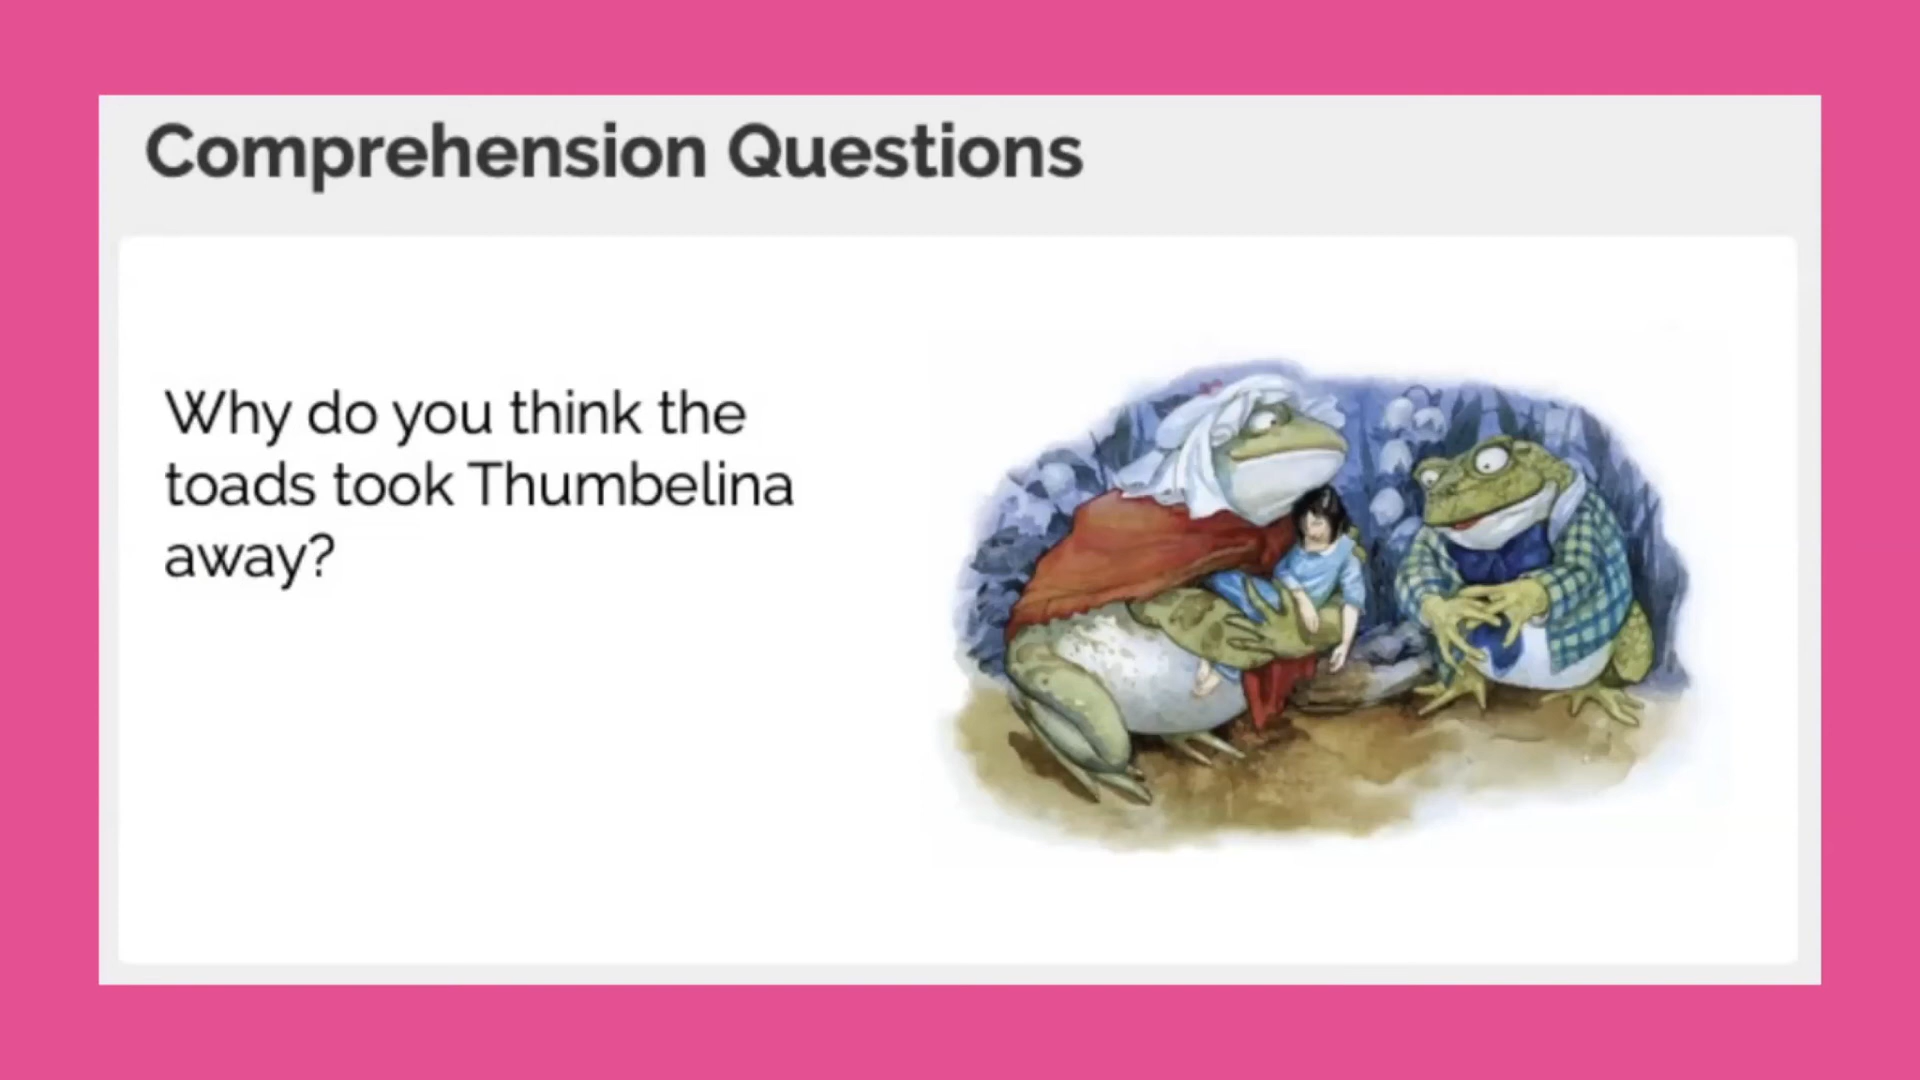 Comprehension Questions
Why do you think the
toads took Thumbelina
away?